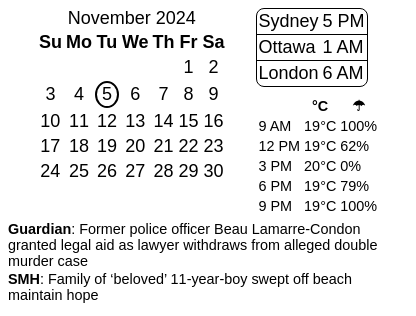 November 2024
Su Mo Tu We Th Fr Sa
1 2
3 4 5 6 7 8 9
10 11 12 13 14 15 16
17 18 19 20 21 22 23
24 25 26 27 28 29 30
Sydney 5 PM
Ottawa 1 AM
London 6 AM
°C ☂
9 AM 19°C 100%
12 PM 19°C 62%
3 PM 20°C 0%
6 PM 19°C 79%
9 PM 19°C 100%
Guardian: Former police officer Beau Lamarre-Condon
granted legal aid as lawyer withdraws from alleged double
murder case
SMH: Family of ‘beloved’ 11-year-boy swept off beach
maintain hope